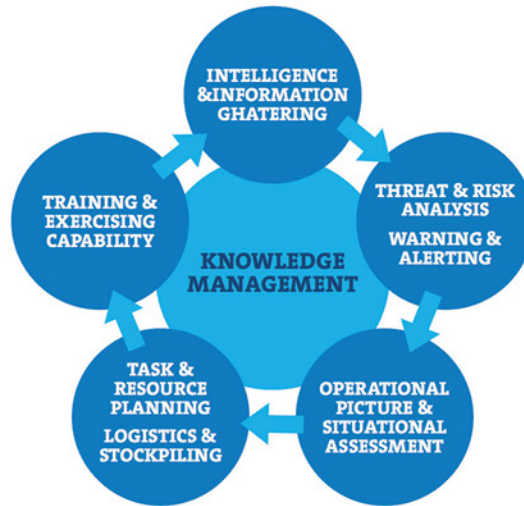 INTELLIGENCE
&INFORMATION
GHATERING
THREAT & RISK
ANALYSIS
WARNING &
ALERTING
OPERATIONAL
PICTURE &
SITUATIONAL
ASSESSMENT
TASK &
RESOURCE
PLANNING
LOGISTICS &
STOCKPILING
TRAINING &
EXERCISING
CAPABILITY
KNOWLEDGE
MANAGEMENT